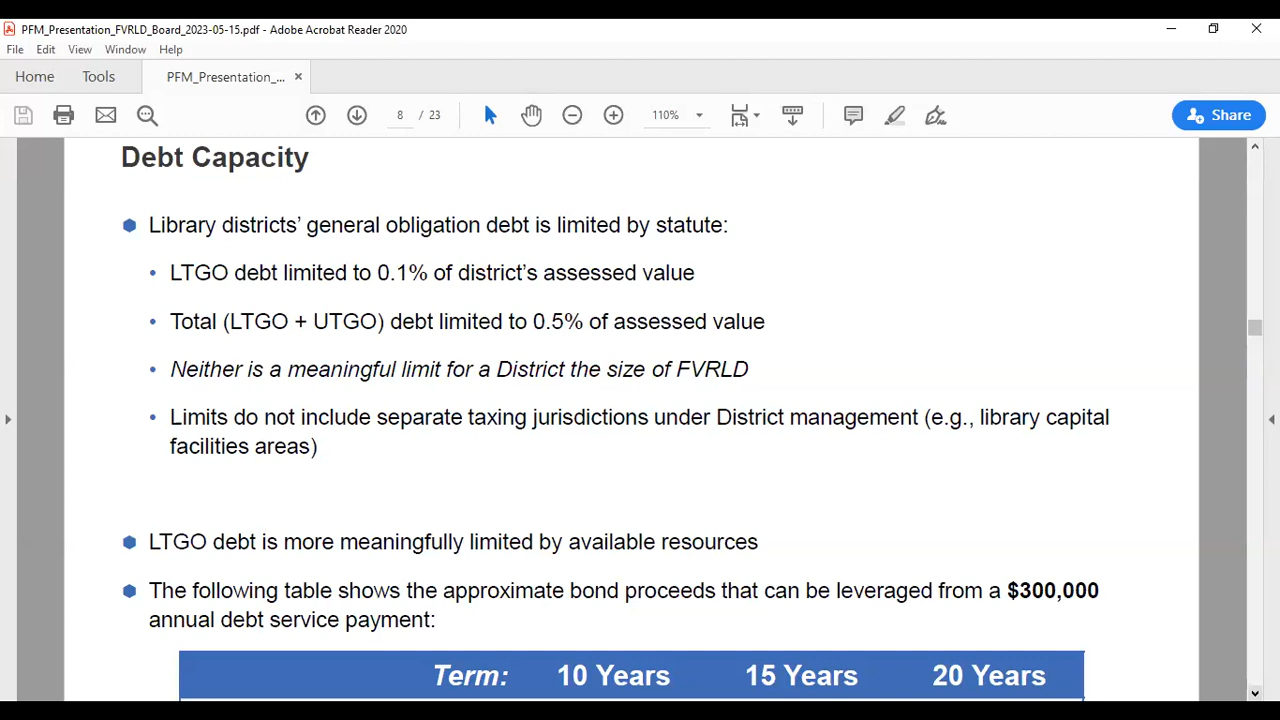 PFM_Presentation_FVRLD_Board_2023-05-15.pdf - Adobe Acrobat Reader 2020
File Edit View Window Help
Home Tools PFM_Presentation_... ×
8 / 23 110% Share
Debt Capacity
Library districts’ general obligation debt is limited by statute:
• LTGO debt limited to 0.1% of district’s assessed value
• Total (LTGO + UTGO) debt limited to 0.5% of assessed value
• Neither is a meaningful limit for a District the size of FVRLD
• Limits do not include separate taxing jurisdictions under District management (e.g., library capital
facilities areas)
LTGO debt is more meaningfully limited by available resources
The following table shows the approximate bond proceeds that can be leveraged from a $300,000
annual debt service payment:
Term: 10 Years 15 Years 20 Years